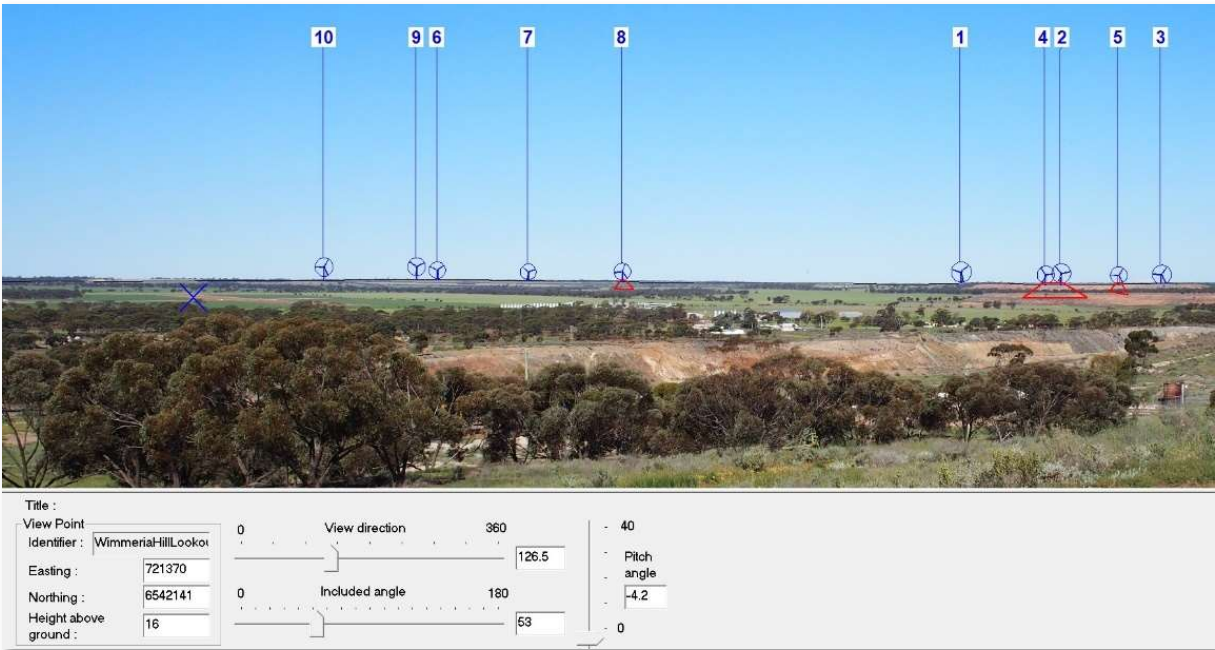 10 9 6 7 8 1 4 2 5 3
Title :
View Point
Identifier : WimmeriaHillLookou
Easting : 721370
Northing : 6542141
Height above ground : 16
0 View direction 360
126.5
0 Included angle 180
53
40
Pitch angle
-4.2
0